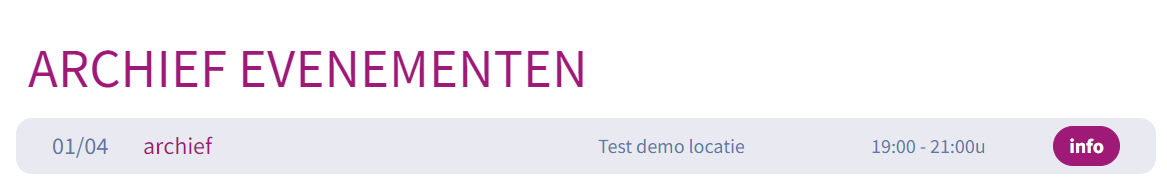 ARCHIEF EVENEMENTEN
01/04 archief Test demo locatie 19:00 - 21:00u info